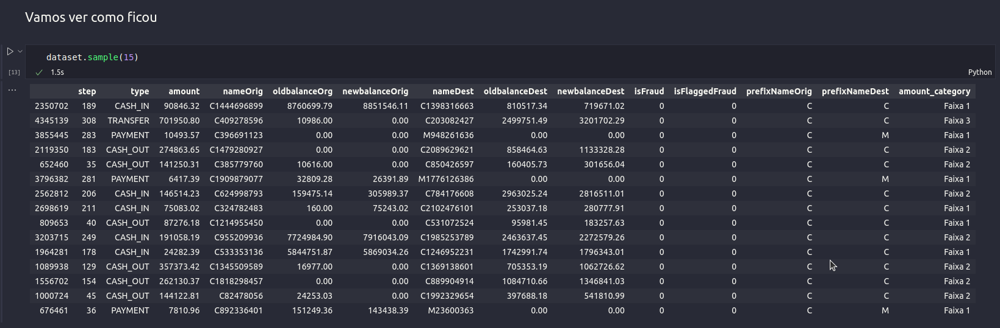 Vamos ver como ficou
dataset.sample(15)
[13] 1.5s Python
step type amount nameOrig oldbalanceOrg newbalanceOrig nameDest oldbalanceDest newbalanceDest isFraud isFlaggedFraud prefixNameOrig prefixNameDest amount_category
2350702 189 CASH_IN 90846.32 C1444696899 8760699.79 8851546.11 C1398316663 810517.34 719671.02 0 0 C C Faixa 1
4345139 308 TRANSFER 701950.80 C409278596 10986.00 0.00 C203082427 2499751.49 3201702.29 0 0 C C Faixa 3
3855445 283 PAYMENT 10493.57 C396691123 0.00 0.00 M948261636 0.00 0.00 0 0 C M Faixa 1
2119350 183 CASH_OUT 274863.65 C1479280927 0.00 0.00 C2089629621 858464.63 1133328.28 0 0 C C Faixa 2
652460 35 CASH_OUT 141250.31 C385779760 10616.00 0.00 C850426597 160405.73 301656.04 0 0 C C Faixa 2
3796382 281 PAYMENT 6417.39 C1909879077 32809.28 26391.89 M1776126386 0.00 0.00 0 0 C M Faixa 1
2562812 206 CASH_IN 146514.23 C624998793 159475.14 305989.37 C784176608 2963025.24 2816511.01 0 0 C C Faixa 2
2698619 211 CASH_IN 75083.02 C324782483 160.00 75243.02 C2102476101 253037.18 280777.91 0 0 C C Faixa 1
809653 40 CASH_OUT 87276.18 C1214955450 0.00 0.00 C531072524 95981.45 183257.63 0 0 C C Faixa 1
3203715 249 CASH_IN 191058.19 C955209936 7724984.90 7916043.09 C1985253789 2463637.45 2272579.26 0 0 C C Faixa 2
1964281 178 CASH_IN 24282.39 C533353136 5844751.87 5869034.26 C1246952231 1742991.74 1796343.01 0 0 C C Faixa 1
1089938 129 CASH_OUT 357373.42 C1345509589 16977.00 0.00 C1369138601 705353.19 1062726.62 0 0 C C Faixa 2
1556702 154 CASH_OUT 262130.37 C1818298457 0.00 0.00 C889904914 1084710.66 1346841.03 0 0 C C Faixa 2
1000724 45 CASH_OUT 144122.81 C82478056 24253.03 0.00 C1992329654 397688.18 541810.99 0 0 C C Faixa 2
676461 36 PAYMENT 7810.96 C892336401 151249.36 143438.39 M23600363 0.00 0.00 0 0 C M Faixa 1